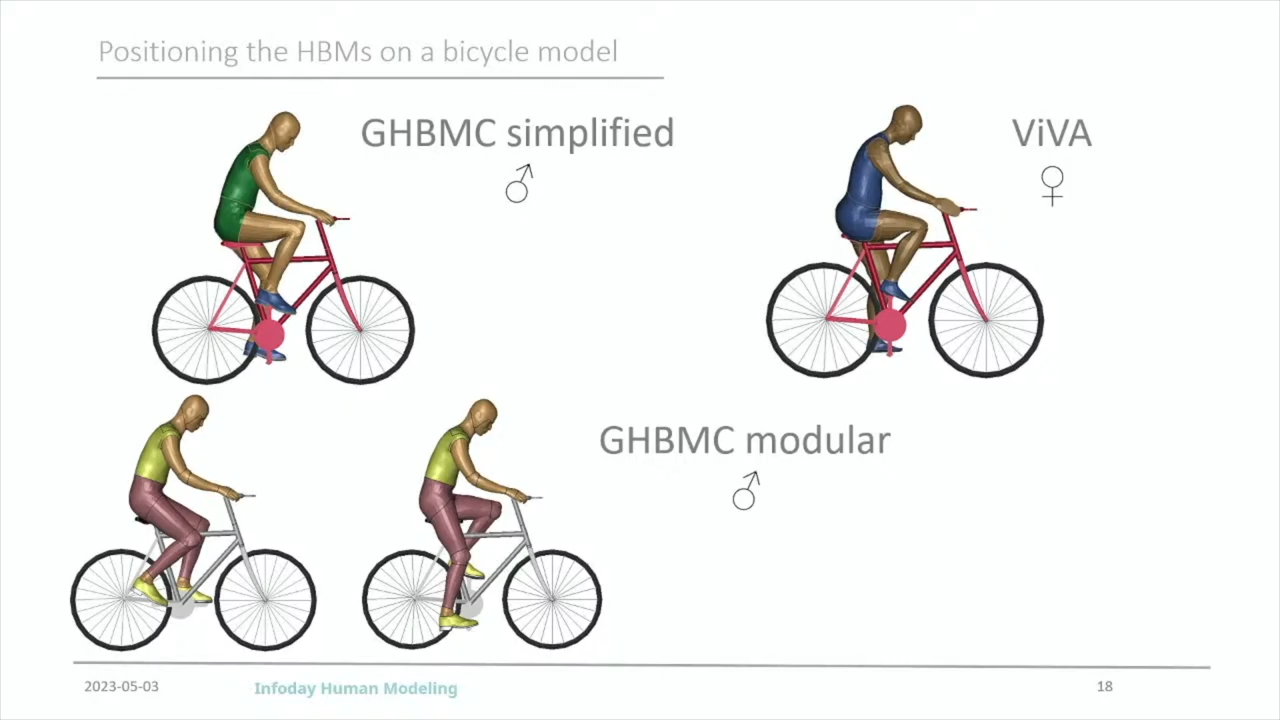 Positioning the HBMs on a bicycle model
GHBMC simplified
♂
ViVA
♀
GHBMC modular
♂
2023-05-03
Infoday Human Modeling
18